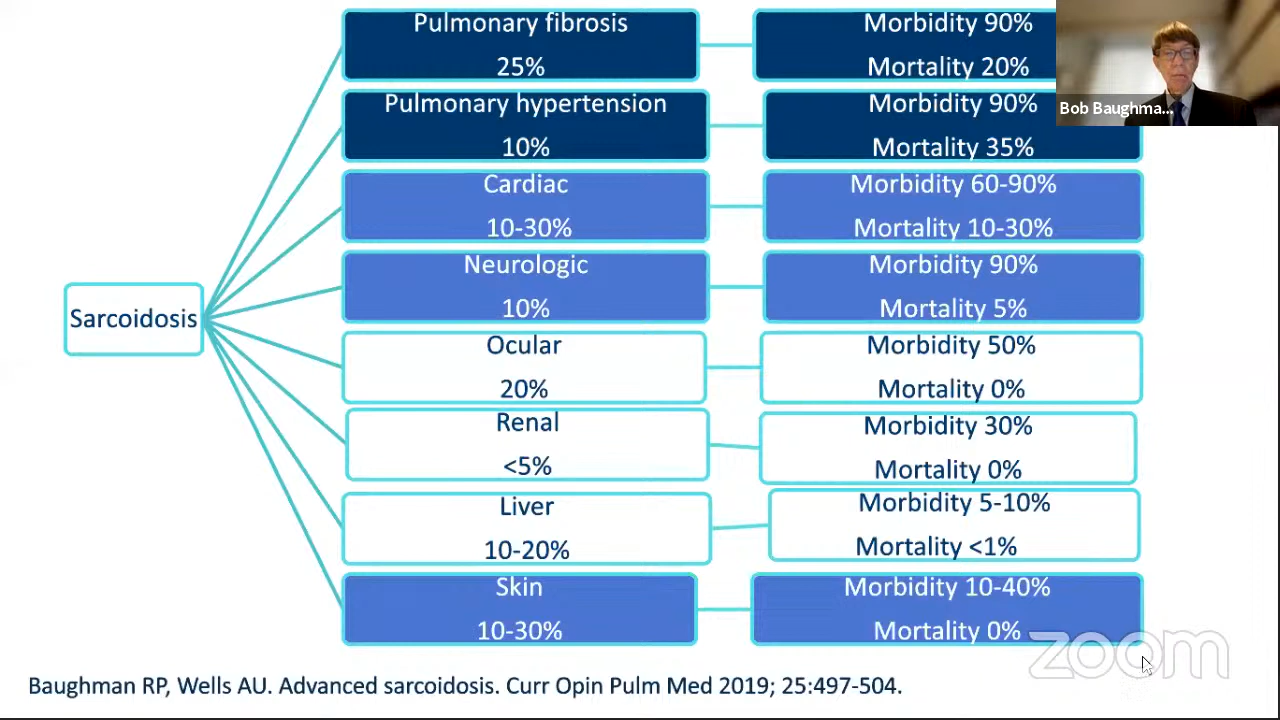 Pulmonary fibrosis
25%
Morbidity 90%
Mortality 20%
Bob Baughma...
Pulmonary hypertension
10%
Morbidity 90%
Mortality 35%
Cardiac
10-30%
Morbidity 60-90%
Mortality 10-30%
Neurologic
10%
Morbidity 90%
Mortality 5%
Sarcoidosis
Ocular
20%
Morbidity 50%
Mortality 0%
Renal
<5%
Morbidity 30%
Mortality 0%
Liver
10-20%
Morbidity 5-10%
Mortality <1%
Skin
10-30%
Morbidity 10-40%
Mortality 0%
zoom
Baughman RP, Wells AU. Advanced sarcoidosis. Curr Opin Pulm Med 2019; 25:497-504.